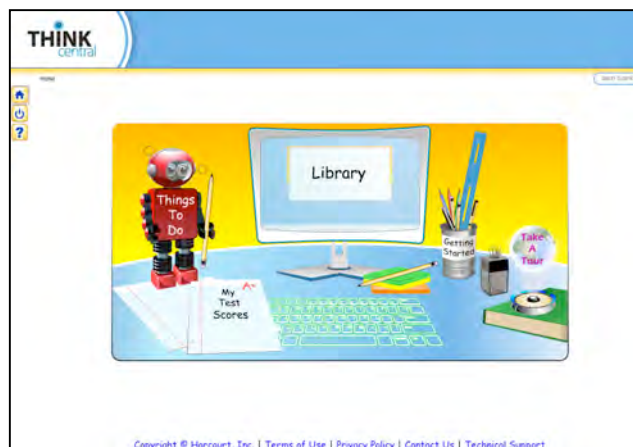 THINK
central
Home
Library
Things
To
Do
Getting
Started
Take
A
Tour
My
Test
Scores
A+
?
Copyright © Harcourt, Inc. | Terms of Use | Privacy Policy | Contact Us | Technical Support